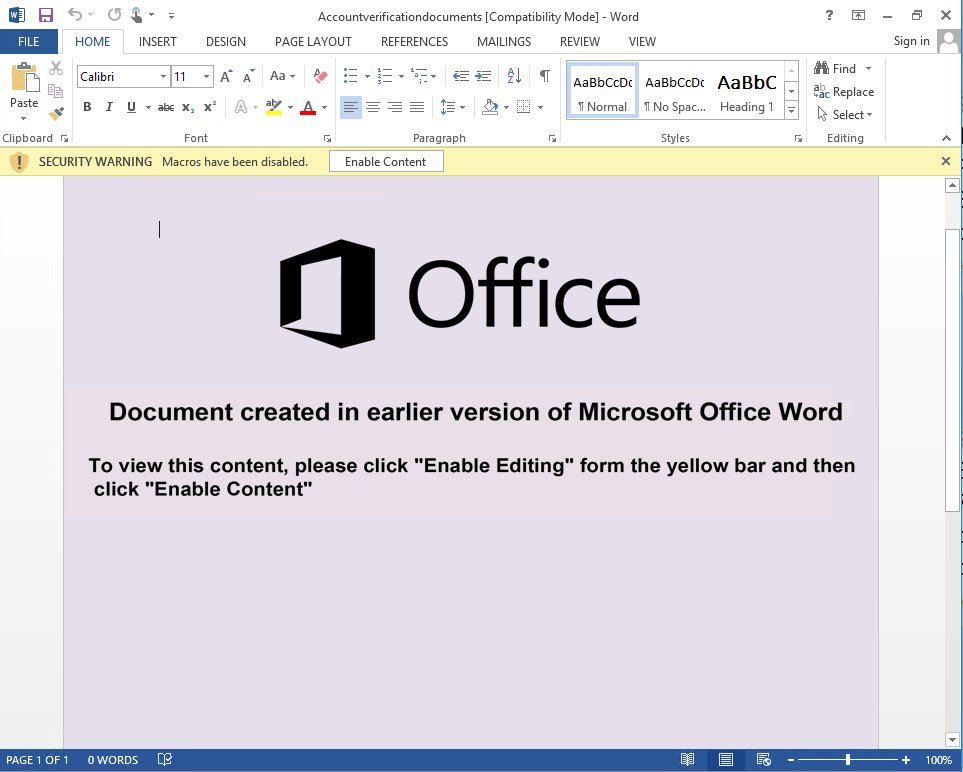 Accountverificationdocuments [Compatibility Mode] - Word
FILE HOME INSERT DESIGN PAGE LAYOUT REFERENCES MAILINGS REVIEW VIEW Sign in
Paste
Calibri 11
Aa
B I U abc x₂ x² A A
AaBbCcDc AaBbCcDc AaBbC
¶ Normal ¶ No Spac... Heading 1
Find
Replace
Select
Clipboard Font Paragraph Styles Editing
SECURITY WARNING Macros have been disabled. Enable Content
Office
Document created in earlier version of Microsoft Office Word
To view this content, please click "Enable Editing" form the yellow bar and then
click "Enable Content"
PAGE 1 OF 1 0 WORDS 100%